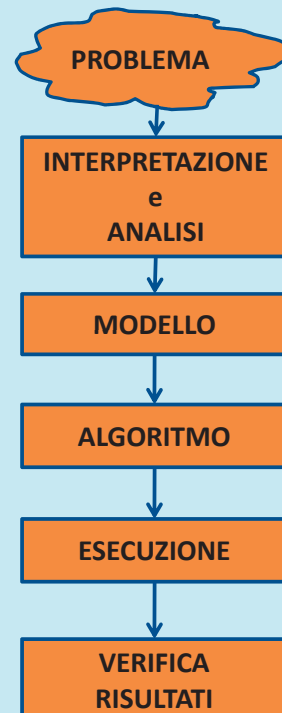 PROBLEMA
INTERPRETAZIONE
e
ANALISI
MODELLO
ALGORITMO
ESECUZIONE
VERIFICA
RISULTATI